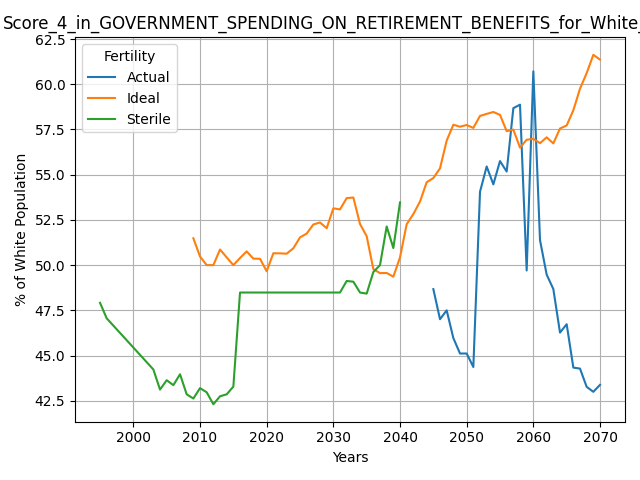 Score_4_in_GOVERNMENT_SPENDING_ON_RETIREMENT_BENEFITS_for_White_
Fertility
Actual
Ideal
Sterile
62.5
60.0
57.5
55.0
52.5
50.0
47.5
45.0
42.5
% of White Population
2000 2010 2020 2030 2040 2050 2060 2070
Years